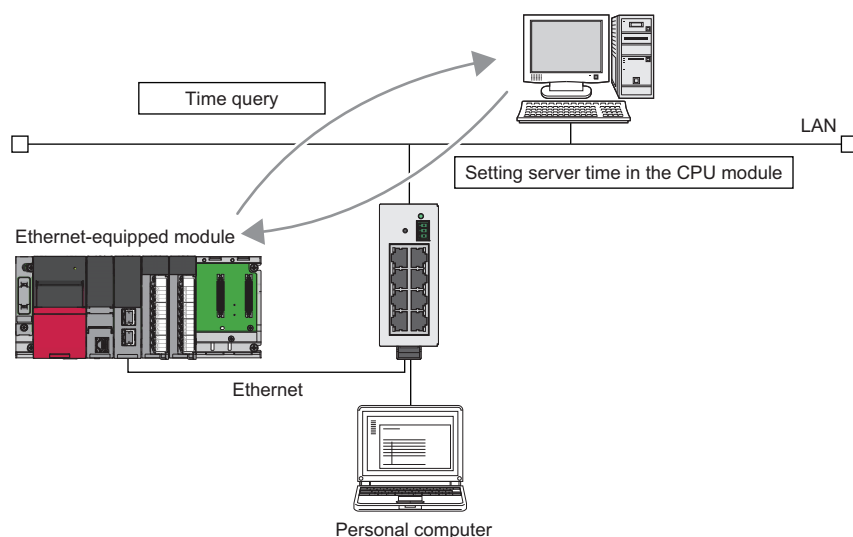 Time query
LAN
Setting server time in the CPU module
Ethernet-equipped module
Ethernet
Personal computer